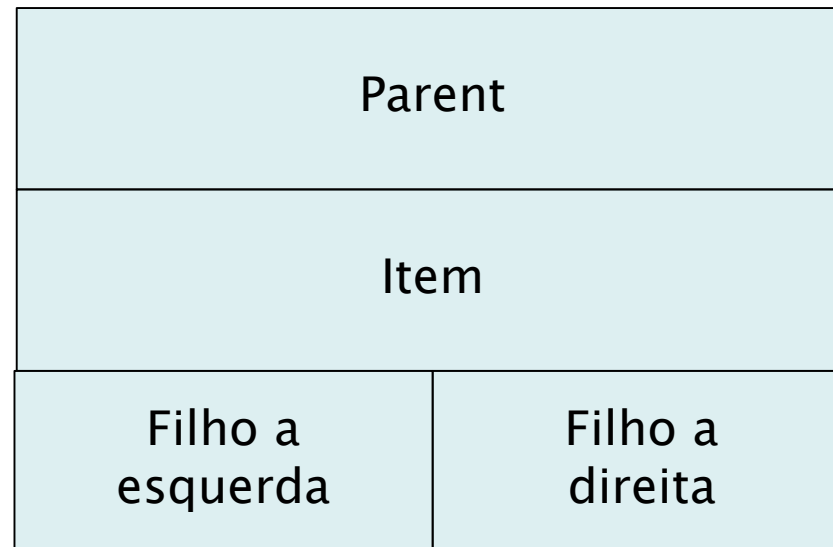 Parent
Item
Filho a
esquerda
Filho a
direita